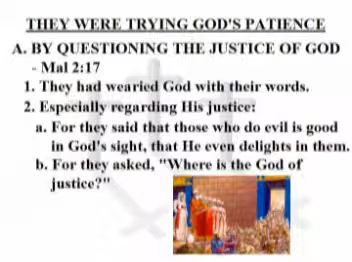 THEY WERE TRYING GOD'S PATIENCE
A. BY QUESTIONING THE JUSTICE OF GOD
- Mal 2:17
1. They had wearied God with their words.
2. Especially regarding His justice:
a. For they said that those who do evil is good
in God's sight, that He even delights in them.
b. For they asked, "Where is the God of
justice?"